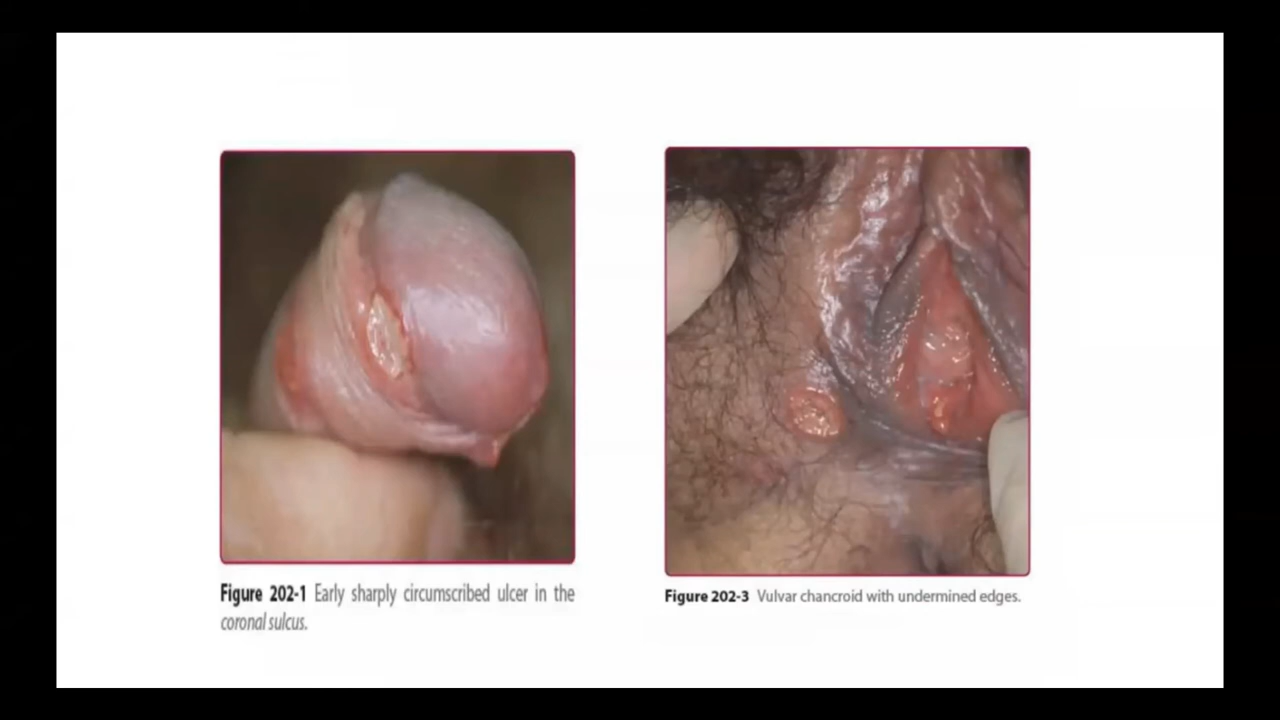 Figure 202-1 Early sharply circumscribed ulcer in the
coronal sulcus.
Figure 202-3 Vulvar chancroid with undermined edges.